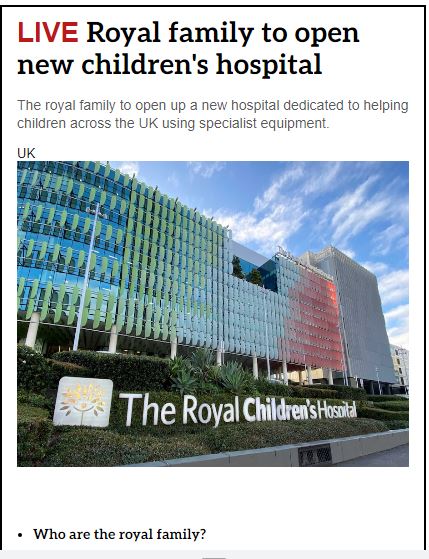 LIVE Royal family to open
new children's hospital
The royal family to open up a new hospital dedicated to helping
children across the UK using specialist equipment.
UK
The Royal Children's Hospital
Who are the royal family?